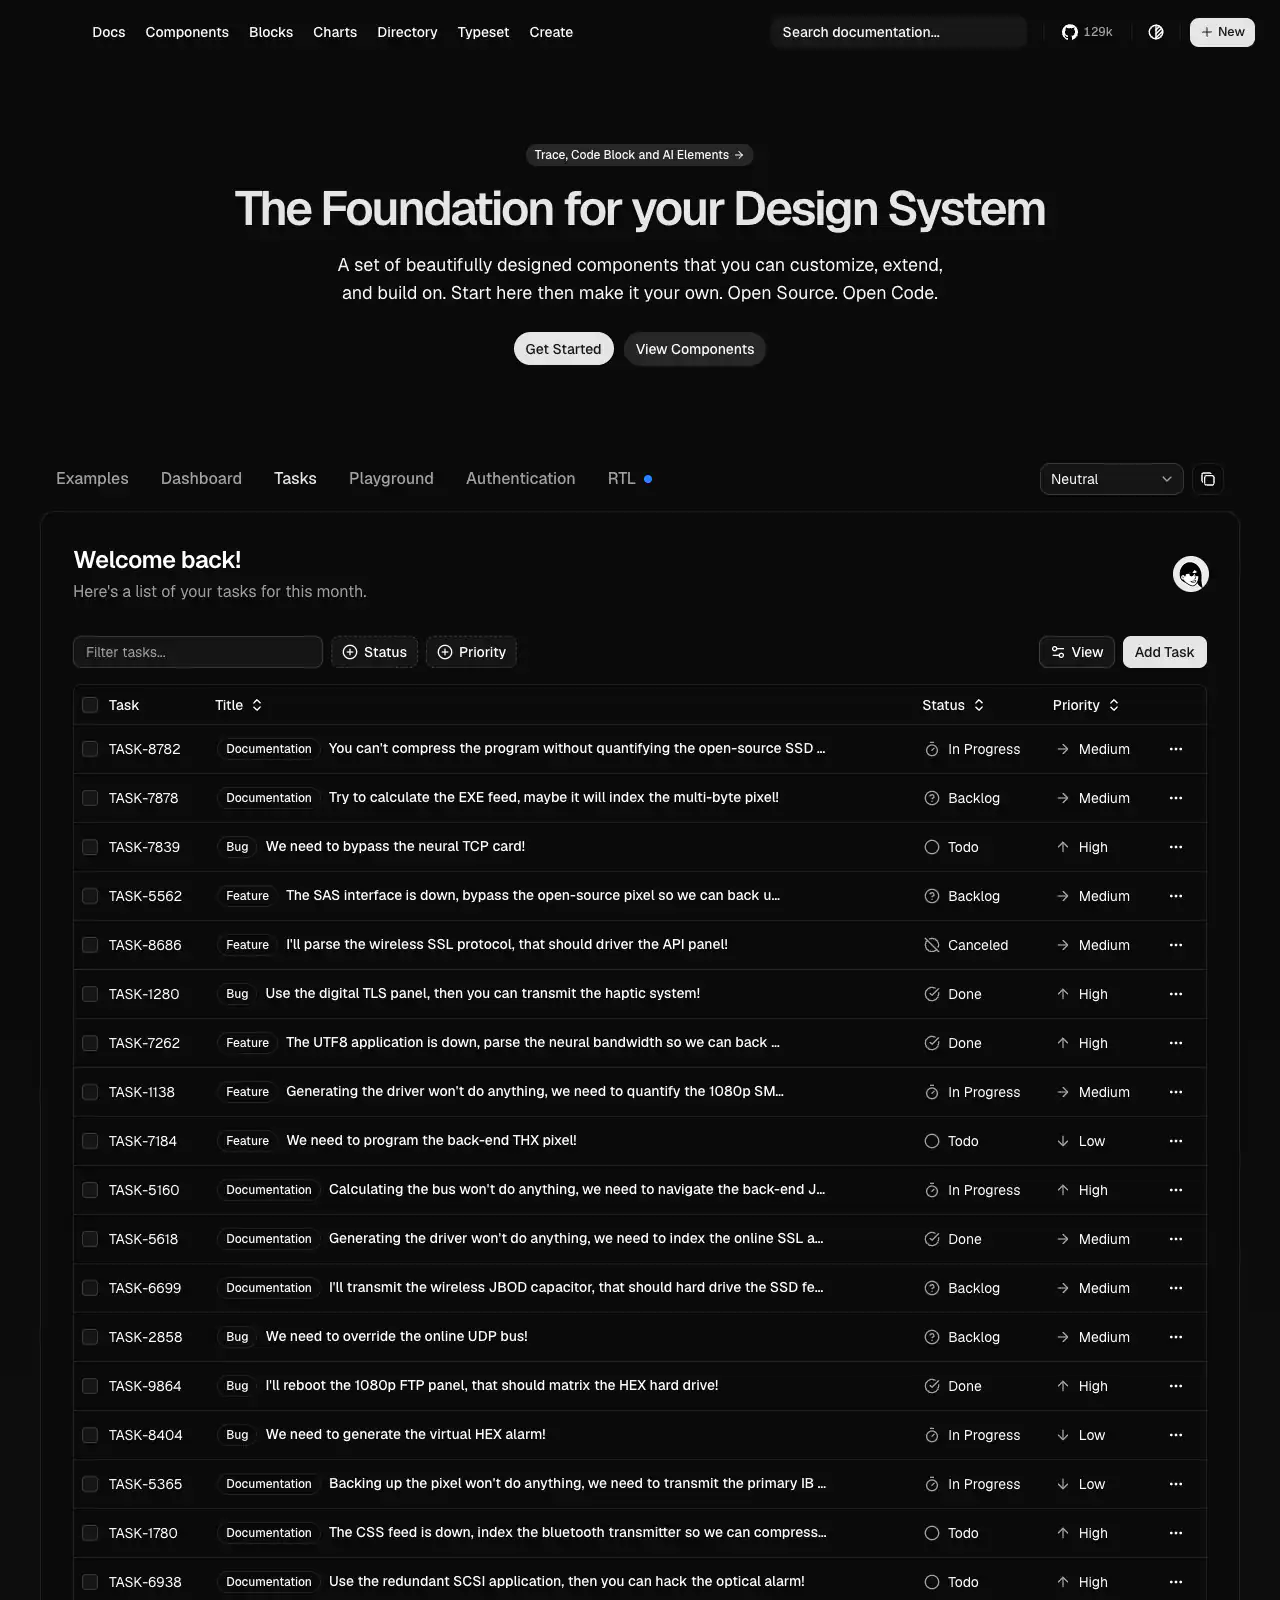 Docs Components Blocks Charts Directory Typeset Create Search documentation... 129k New
Trace, Code Block and AI Elements →
The Foundation for your Design System
A set of beautifully designed components that you can customize, extend,
and build on. Start here then make it your own. Open Source. Open Code.
Get Started View Components
Examples Dashboard Tasks Playground Authentication RTL Neutral
Welcome back!
Here's a list of your tasks for this month.
Filter tasks... Status Priority View Add Task
Task Title Status Priority
TASK-8782 Documentation You can't compress the program without quantifying the open-source SSD ... In Progress Medium
TASK-7878 Documentation Try to calculate the EXE feed, maybe it will index the multi-byte pixel! Backlog Medium
TASK-7839 Bug We need to bypass the neural TCP card! Todo High
TASK-5562 Feature The SAS interface is down, bypass the open-source pixel so we can back u... Backlog Medium
TASK-8686 Feature I'll parse the wireless SSL protocol, that should driver the API panel! Canceled Medium
TASK-1280 Bug Use the digital TLS panel, then you can transmit the haptic system! Done High
TASK-7262 Feature The UTF8 application is down, parse the neural bandwidth so we can back ... Done High
TASK-1138 Feature Generating the driver won't do anything, we need to quantify the 1080p SM... In Progress Medium
TASK-7184 Feature We need to program the back-end THX pixel! Todo Low
TASK-5160 Documentation Calculating the bus won't do anything, we need to navigate the back-end J... In Progress High
TASK-5618 Documentation Generating the driver won't do anything, we need to index the online SSL a... Done Medium
TASK-6699 Documentation I'll transmit the wireless JBOD capacitor, that should hard drive the SSD fe... Backlog Medium
TASK-2858 Bug We need to override the online UDP bus! Backlog Medium
TASK-9864 Bug I'll reboot the 1080p FTP panel, that should matrix the HEX hard drive! Done High
TASK-8404 Bug We need to generate the virtual HEX alarm! In Progress Low
TASK-5365 Documentation Backing up the pixel won't do anything, we need to transmit the primary IB ... In Progress Low
TASK-1780 Documentation The CSS feed is down, index the bluetooth transmitter so we can compress... Todo High
TASK-6938 Documentation Use the redundant SCSI application, then you can hack the optical alarm! Todo High